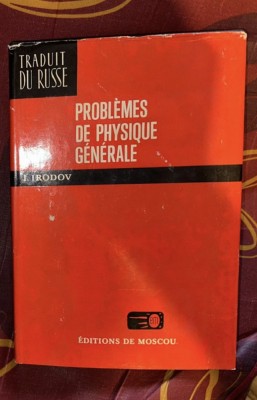 TRADUIT
DU RUSSE
PROBLÈMES
DE PHYSIQUE
GÉNÉRALE
I. IRODOV
ÉDITIONS DE MOSCOU